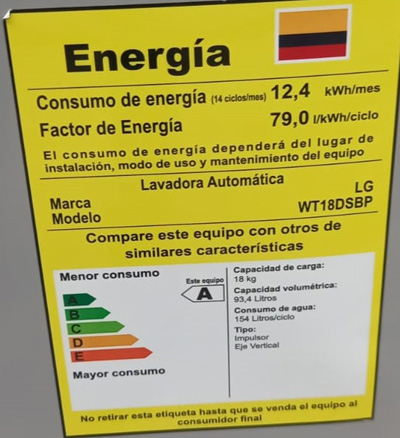 Energía
Consumo de energía (14 ciclos/mes) 12,4 kWh/mes
Factor de Energía 79,0 l/kWh/ciclo
El consumo de energía dependerá del lugar de
instalación, modo de uso y mantenimiento del equipo
Lavadora Automática
Marca LG
Modelo WT18DSBP
Compare este equipo con otros de
similares características
Menor consumo
Este equipo
A
A
B
C
D
E
Mayor consumo
Capacidad de carga:
18 kg
Capacidad volumétrica:
93,4 Litros
Consumo de agua:
154 Litros/ciclo
Tipo:
Impulsor
Eje Vertical
No retirar esta etiqueta hasta que se venda el equipo al
consumidor final